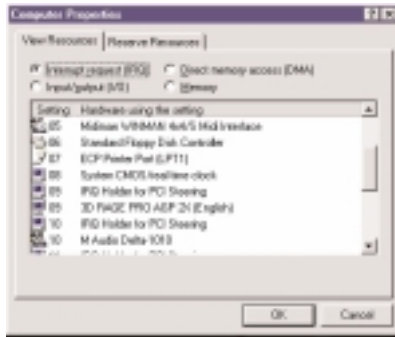 Computer Properties
View Resources Reserve Resources
Interrupt request (IRQ) Direct memory access (DMA)
Input/output (I/O) Memory
Setting Hardware using the setting
05 Midiman WINMAN 4x4/S Midi Interface
06 Standard Floppy Disk Controller
07 ECP Printer Port (LPT1)
08 System CMOS/real time clock
09 IRQ Holder for PCI Steering
09 3D RAGE PRO AGP 2X (English)
10 IRQ Holder for PCI Steering
10 M Audio Delta 1010
OK Cancel